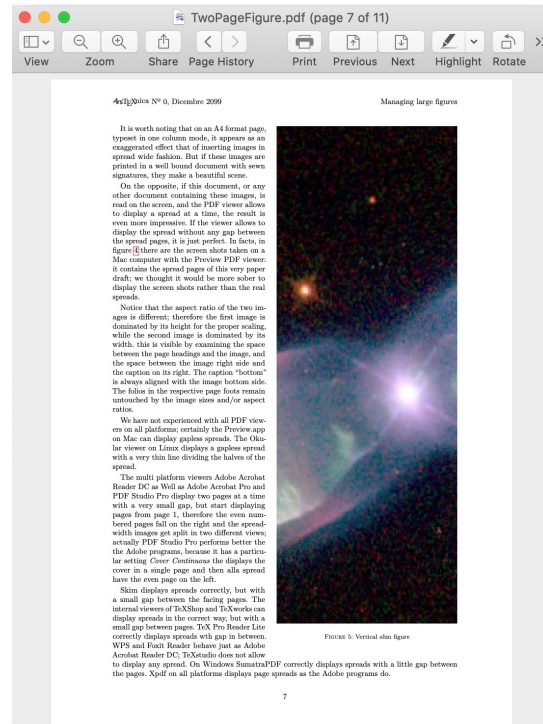 TwoPageFigure.pdf (page 7 of 11)
View Zoom Share Page History Print Previous Next Highlight Rotate
ArsTEXnica Nº 0, Dicembre 2099 Managing large figures
It is worth noting that on an A4 format page,
typeset in one column mode, it appears as an
exaggerated effect that of inserting images in
spread wide fashion. But if these images are
printed in a well bound document with sewn
signatures, they make a beautiful scene.
On the opposite, if this document, or any
other document containing these images, is
read on the screen, and the PDF viewer allows
to display a spread at a time, the result is
even more impressive. If the viewer allows to
display the spread without any gap between
the spread pages, it is just perfect. In facts, in
figure 4 there are the screen shots taken on a
Mac computer with the Preview PDF viewer:
it contains the spread pages of this very paper
draft; we thought it would be more sober to
display the screen shots rather than the real
spreads.
Notice that the aspect ratio of the two im-
ages is different; therefore the first image is
dominated by its height for the proper scaling,
while the second image is dominated by its
width. this is visible by examining the space
between the page headings and the image, and
the space between the image right side and
the caption on its right. The caption “bottom”
is always aligned with the image bottom side.
The folios in the respective page foots remain
untouched by the image sizes and/or aspect
ratios.
We have not experienced with all PDF view-
ers on all platforms; certainly the Preview.app
on Mac can display gapless spreads. The Oku-
lar viewer on Linux displays a gapless spread
with a very thin line dividing the halves of the
spread.
The multi platform viewers Adobe Acrobat
Reader DC as Well as Adobe Acrobat Pro and
PDF Studio Pro display two pages at a time
with a very small gap, but start displaying
pages from page 1, therefore the even num-
bered pages fall on the right and the spread-
width images get split in two different views;
actually PDF Studio Pro performs better the
the Adobe programs, because it has a particu-
lar setting Cover Continuous the displays the
cover in a single page and then alla spread
have the even page on the left.
Skim displays spreads correctly, but with
a small gap between the facing pages. The
internal viewers of TeXShop and TeXworks can
display spreads in the correct way, but with a
small gap between pages. TeX Pro Reader Lite
correctly displays spreads wth gap in between.
WPS and Foxit Reader behave just as Adobe
Acrobat Reader DC; TeXstudio does not allow
to display any spread. On Windows SumatraPDF correctly displays spreads with a little gap between
the pages. Xpdf on all platforms displays page spreads as the Adobe programs do.
FIGURE 5: Vertical slim figure
7